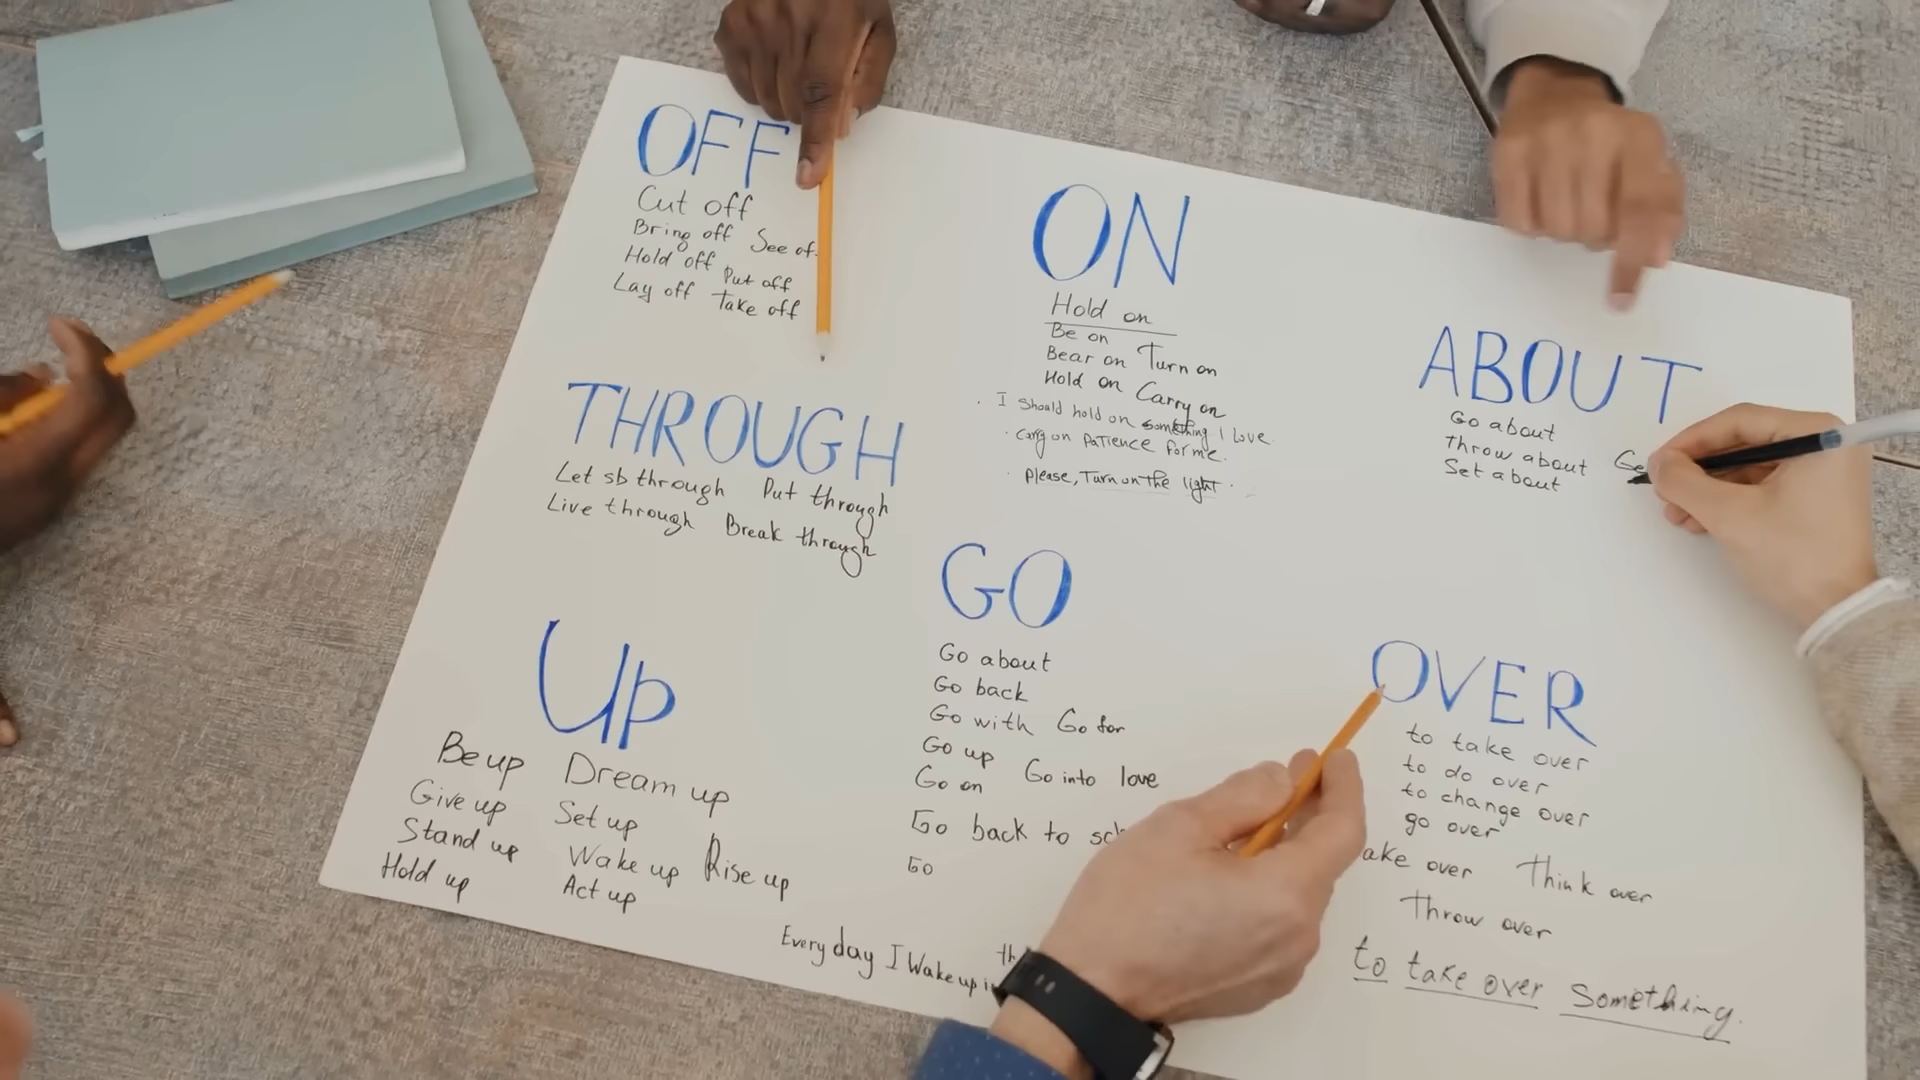 OFF
Cut off
Bring off See of
Hold off Put off
Lay off Take off
ON
Hold on
Be on
Bear on Turn on
Hold on Carry on
. I should hold on something I love.
. carry on patience for me.
. please, Turn on the light.
ABOUT
Go about
Throw about Ge
Set about
THROUGH
Let sb through Put through
Live through Break through
GO
Go about
Go back
Go with Go for
Go up Go into love
Go on
Go back to sch
Go
UP
Be up Dream up
Give up Set up
Stand up Wake up Rise up
Hold up Act up
Every day I Wake up in th
OVER
to take over
to do over
to change over
go over
ake over Think over
Throw over
to take over something.